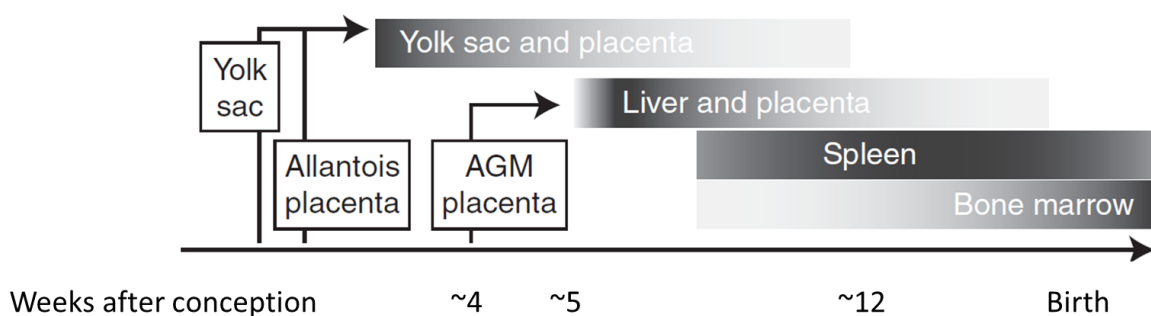 Yolk sac and placenta
Yolk
sac
Liver and placenta
Allantois
placenta
AGM
placenta
Spleen
Bone marrow
Weeks after conception ~4 ~5 ~12 Birth